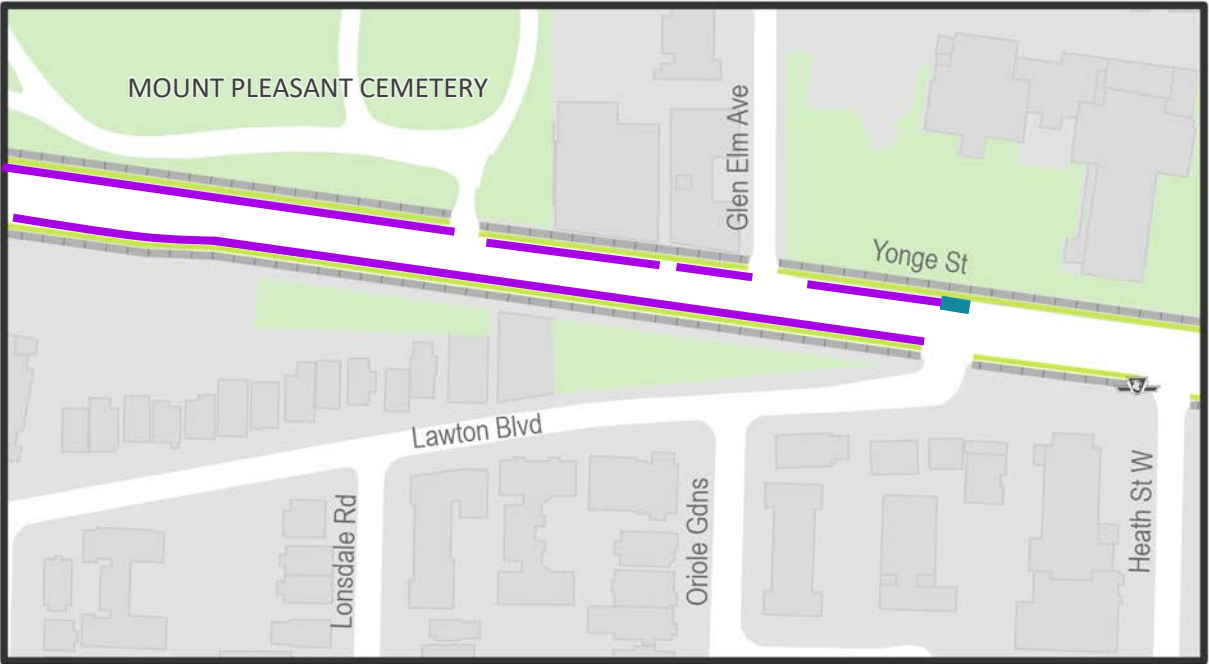 MOUNT PLEASANT CEMETERY
Glen Elm Ave
Yonge St
Lawton Blvd
Lonsdale Rd
Oriole Gdns
Heath St W